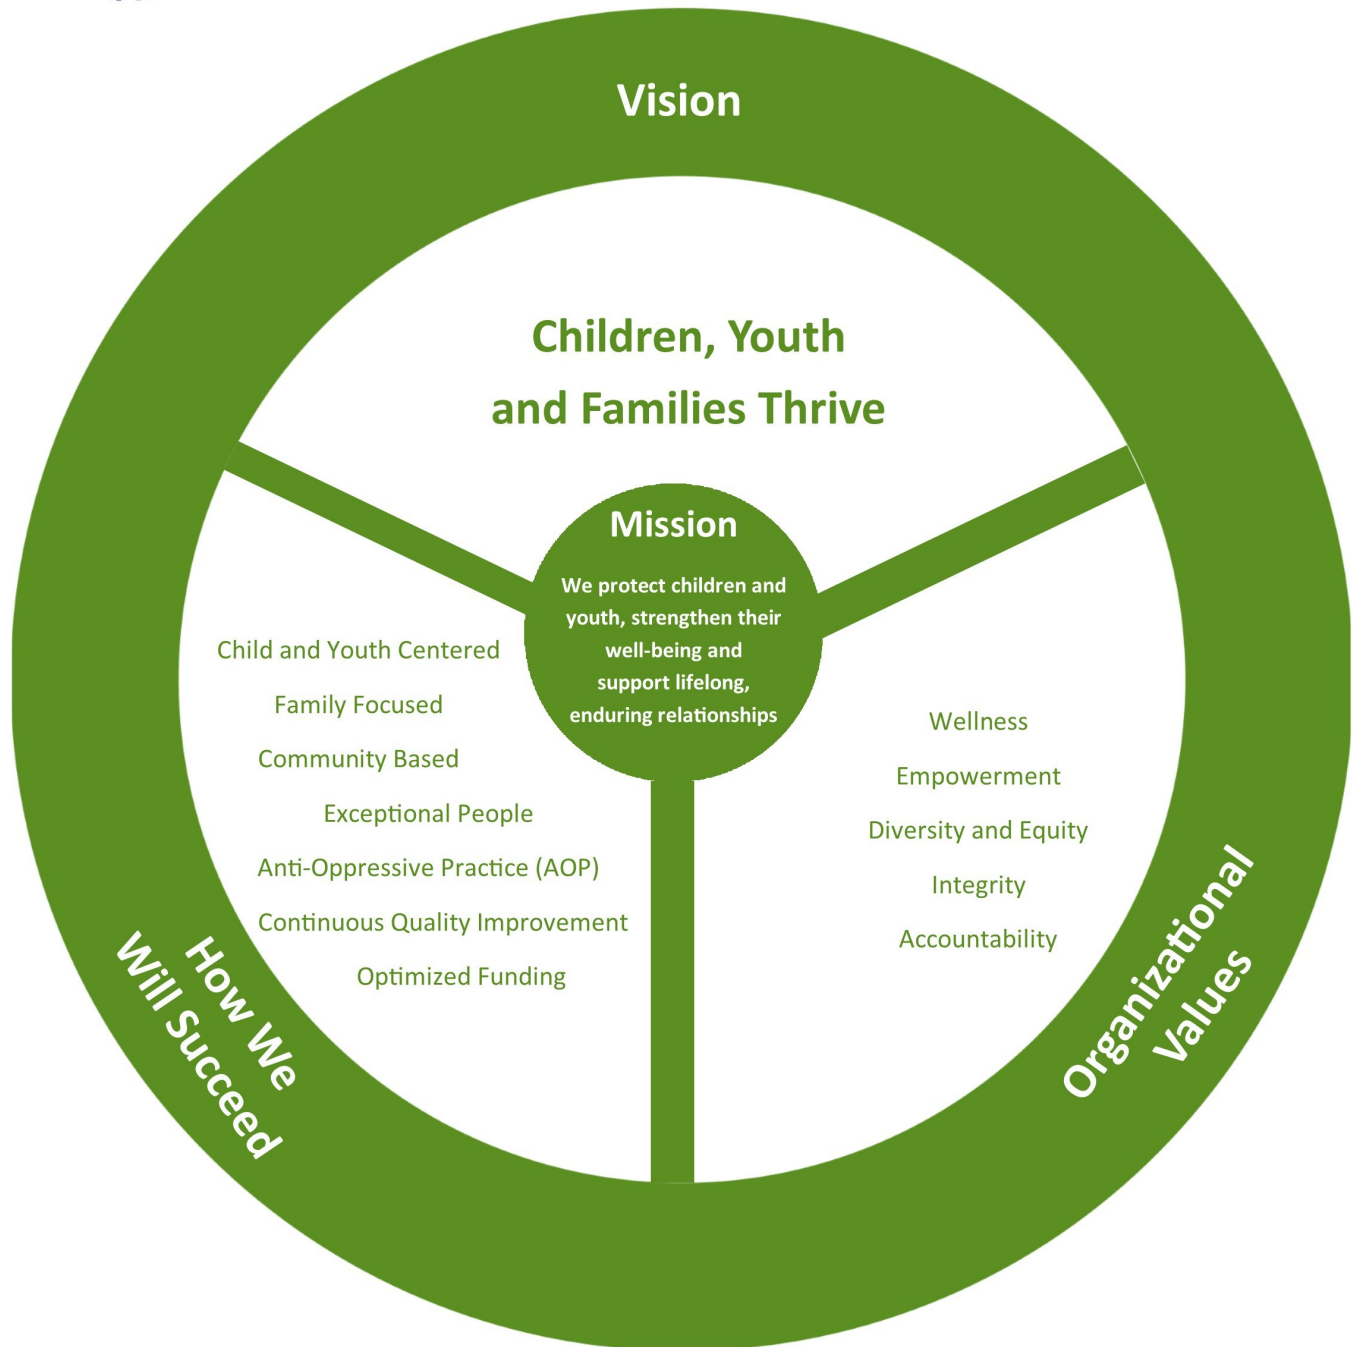 Vision
Children, Youth
and Families Thrive
Mission
We protect children and
youth, strengthen their
well-being and
support lifelong,
enduring relationships
Child and Youth Centered
Family Focused
Community Based
Exceptional People
Anti-Oppressive Practice (AOP)
Continuous Quality Improvement
Optimized Funding
How We
Will Succeed
Wellness
Empowerment
Diversity and Equity
Integrity
Accountability
Organizational
Values